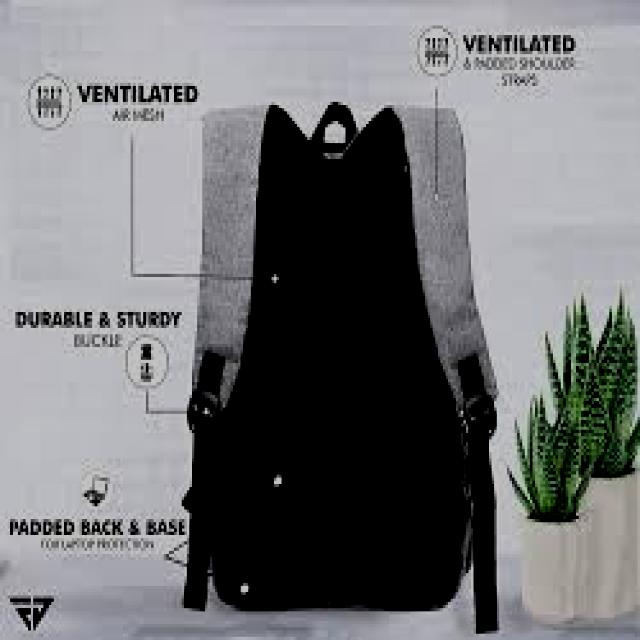 VENTILATED
& PADDED SHOULDER
STRAPS
VENTILATED
AIR MESH
DURABLE & STURDY
BUCKLE
PADDED BACK & BASE
FOR LAPTOP PROTECTION